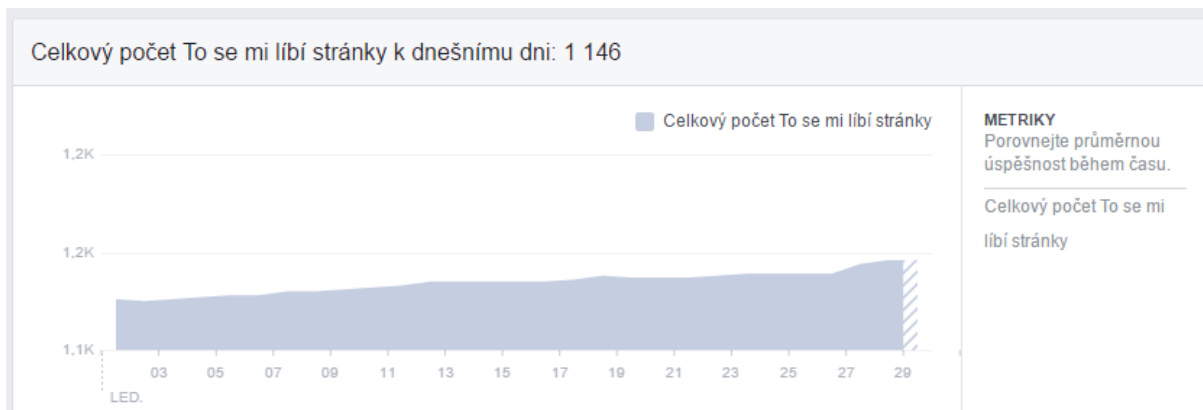 Celkový počet To se mi líbí stránky k dnešnímu dni: 1 146
Celkový počet To se mi líbí stránky
1,2K
1,2K
1,1K
03 05 07 09 11 13 15 17 19 21 23 25 27 29
LED.
METRIKY
Porovnejte průměrnou
úspěšnost během času.
Celkový počet To se mi
líbí stránky